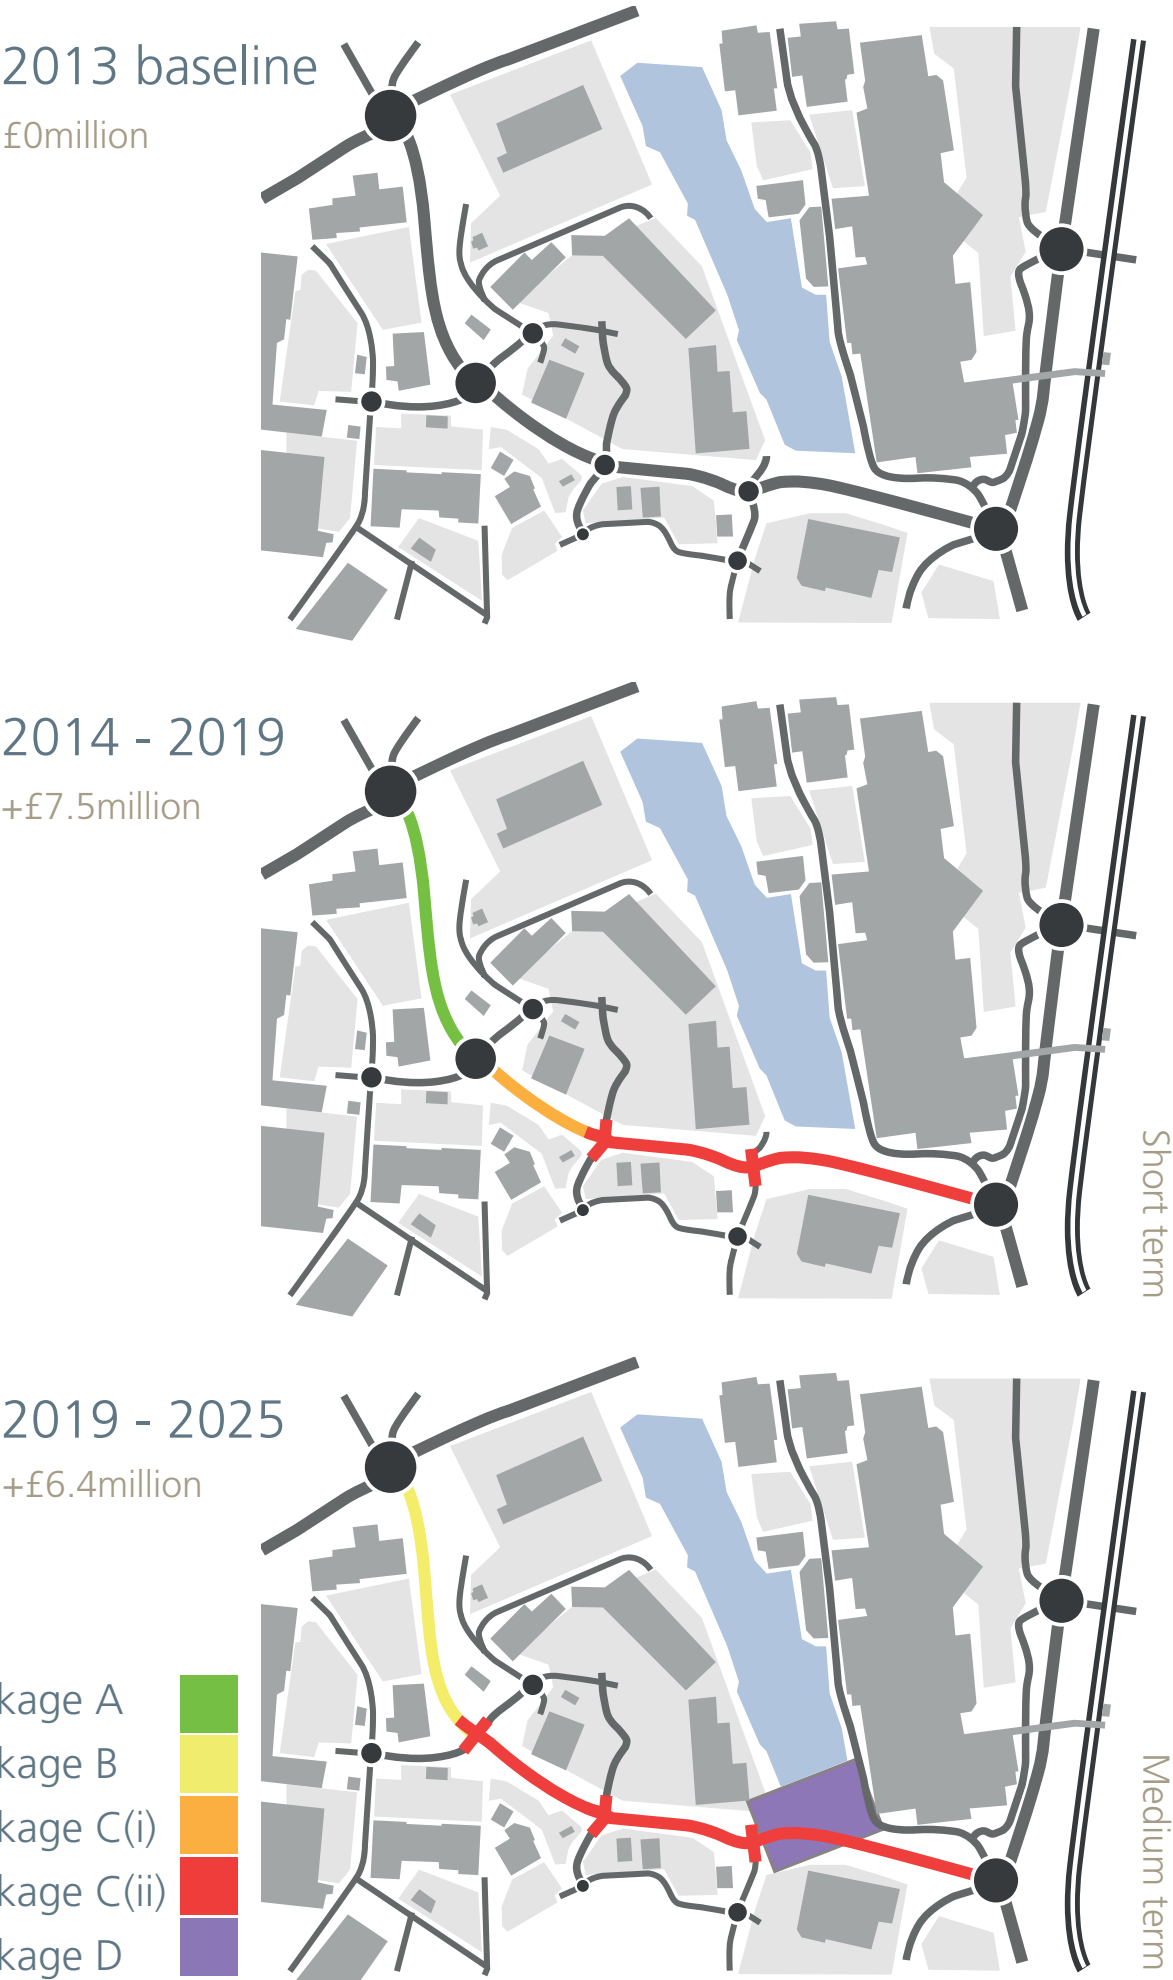 2013 baseline
£0million
2014 - 2019
+£7.5million
Short term
2019 - 2025
+£6.4million
kage A
kage B
kage C(i)
kage C(ii)
kage D
Medium term